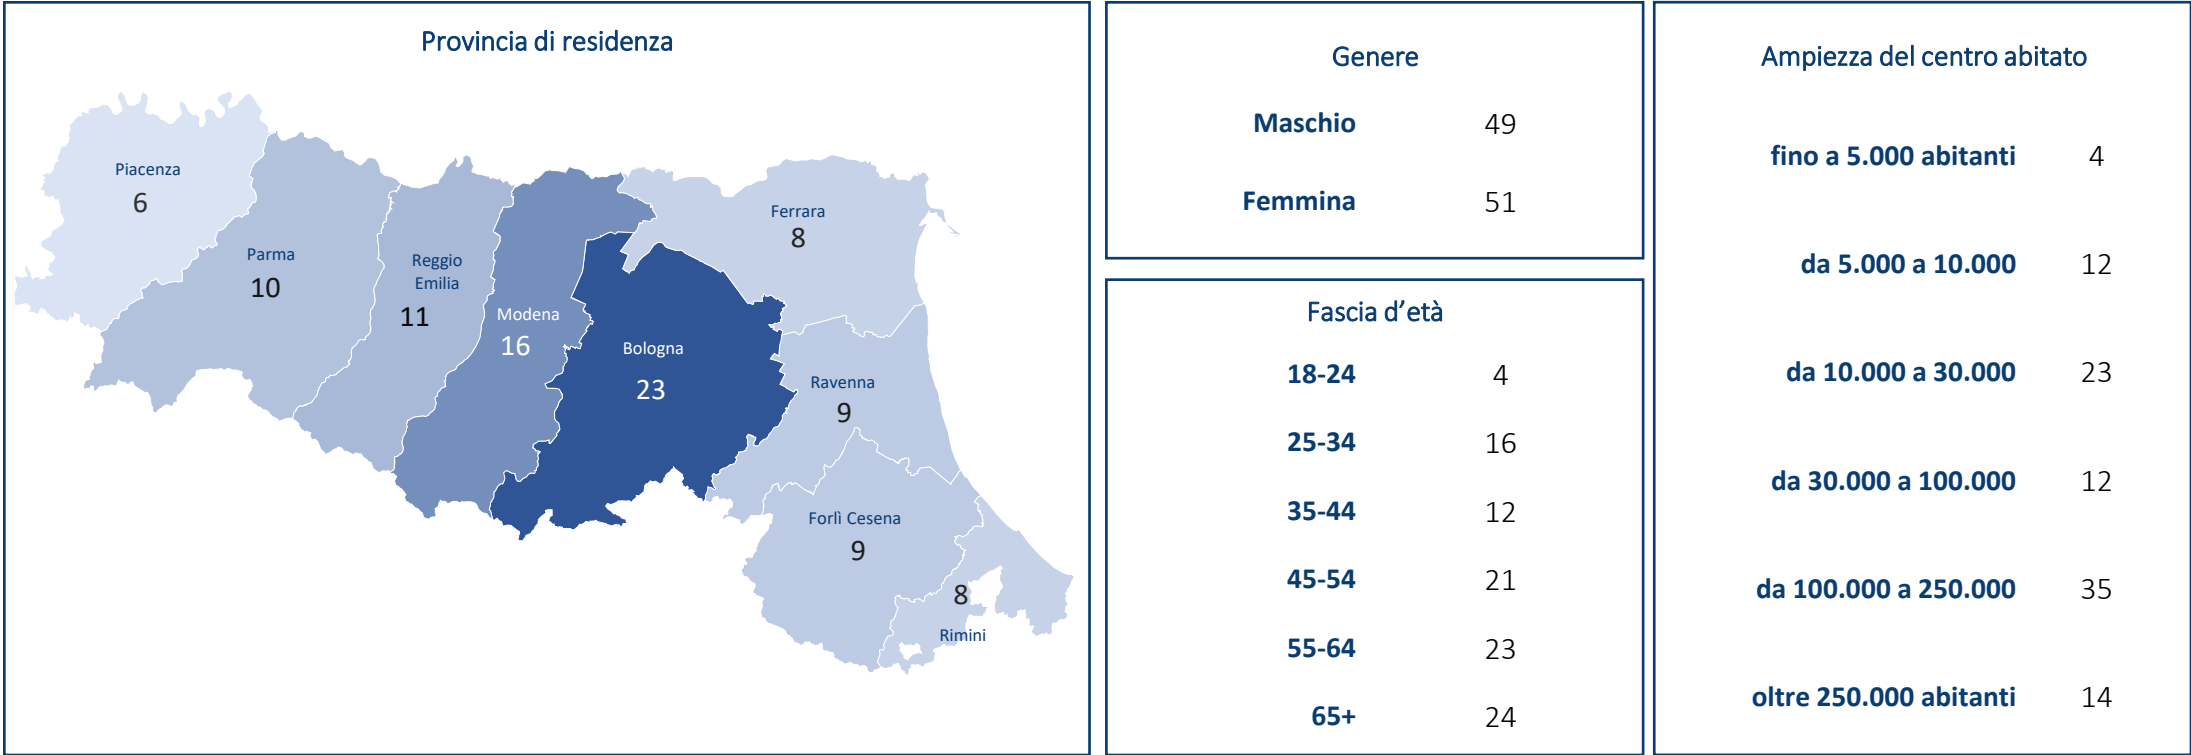 Provincia di residenza
Piacenza
6
Parma
10
Reggio
Emilia
11
Modena
16
Bologna
23
Ferrara
8
Ravenna
9
Forlì Cesena
9
8
Rimini
Genere
Maschio 49
Femmina 51
Fascia d’età
18-24 4
25-34 16
35-44 12
45-54 21
55-64 23
65+ 24
Ampiezza del centro abitato
fino a 5.000 abitanti 4
da 5.000 a 10.000 12
da 10.000 a 30.000 23
da 30.000 a 100.000 12
da 100.000 a 250.000 35
oltre 250.000 abitanti 14